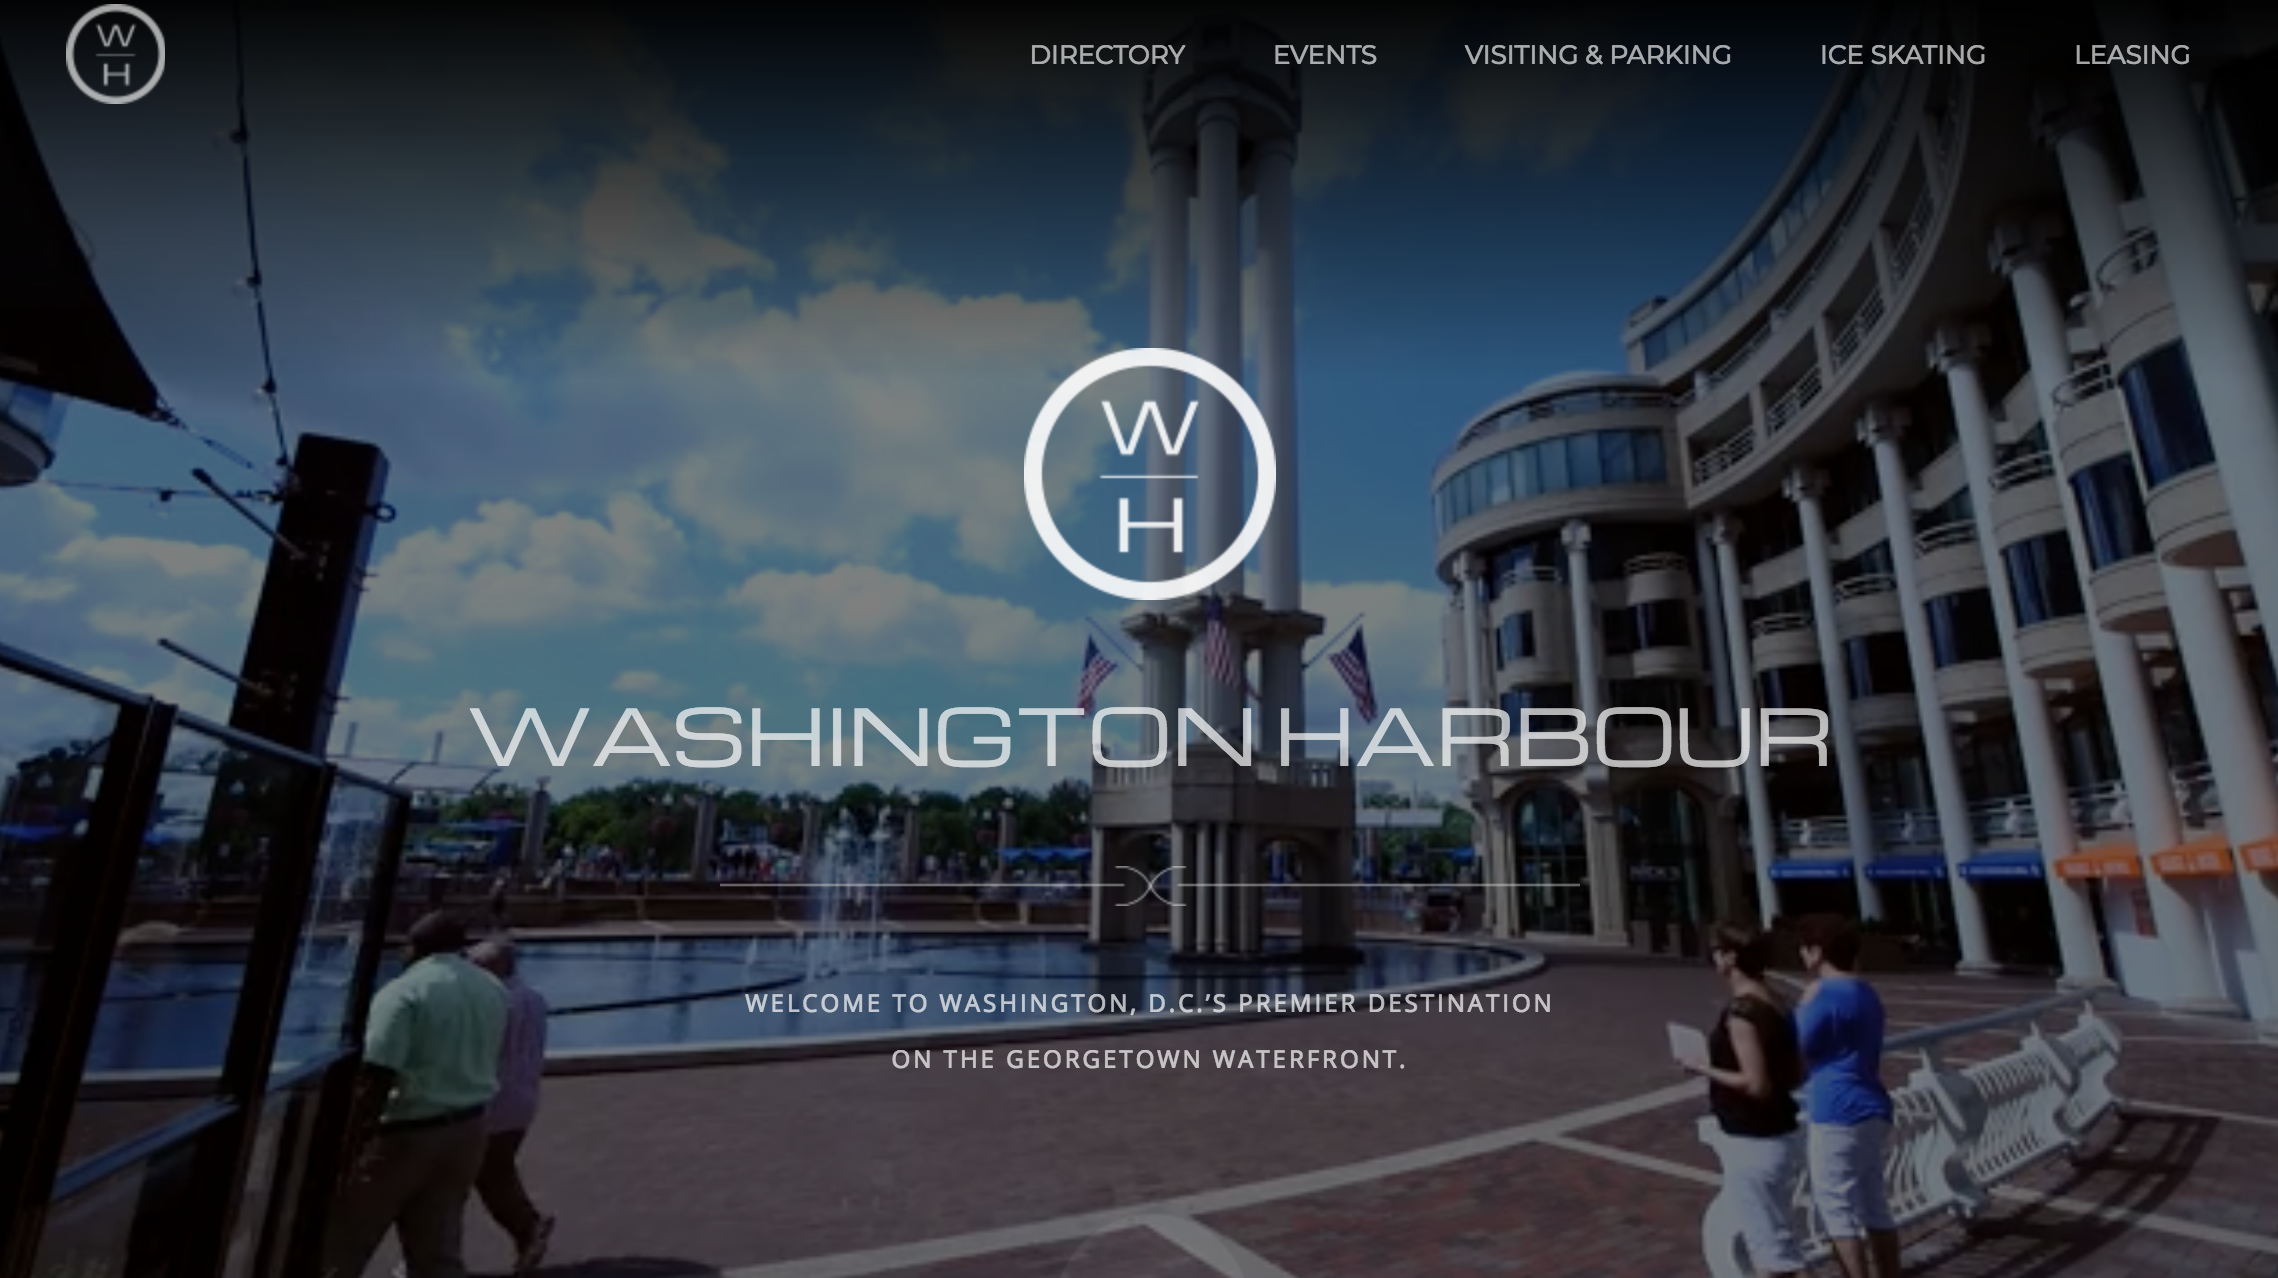 W
H
DIRECTORY
EVENTS
VISITING & PARKING
ICE SKATING
LEASING
W
H
WASHINGTON HARBOUR
WELCOME TO WASHINGTON, D.C.'S PREMIER DESTINATION
ON THE GEORGETOWN WATERFRONT.